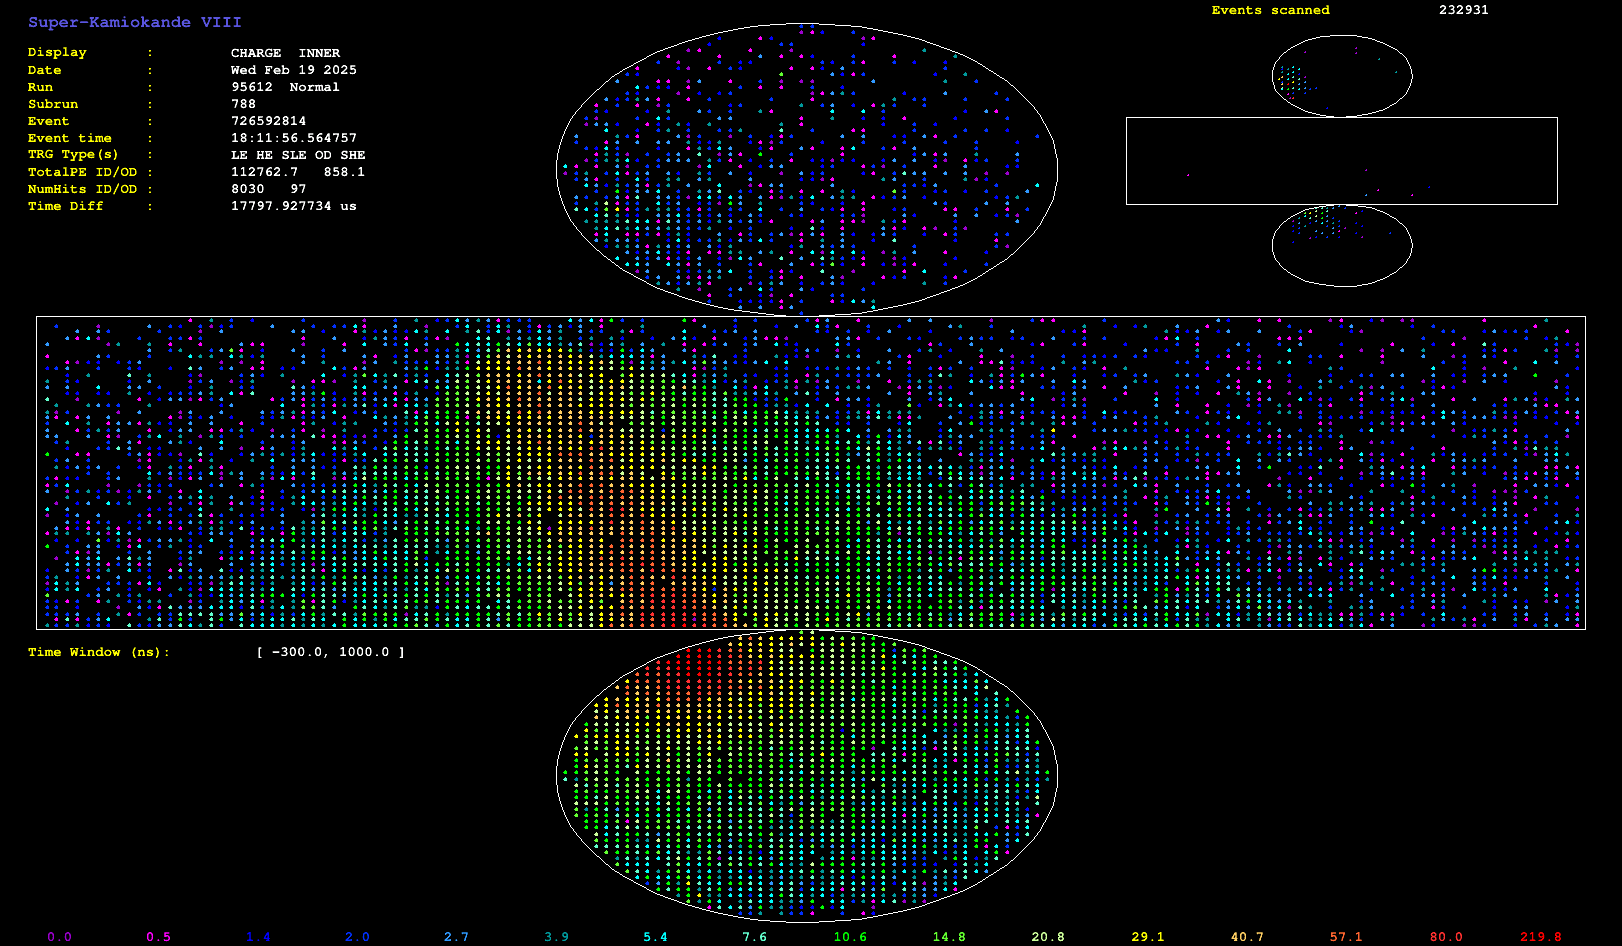 Super-Kamiokande VIII
Events scanned 232931
Display : CHARGE INNER
Date : Wed Feb 19 2025
Run : 95612 Normal
Subrun : 788
Event : 726592814
Event time : 18:11:56.564757
TRG Type(s) : LE HE SLE OD SHE
TotalPE ID/OD : 112762.7 858.1
NumHits ID/OD : 8030 97
Time Diff : 17797.927734 us
Time Window (ns): [ -300.0, 1000.0 ]
0.0 0.5 1.4 2.0 2.7 3.9 5.4 7.6 10.6 14.8 20.8 29.1 40.7 57.1 80.0 219.8